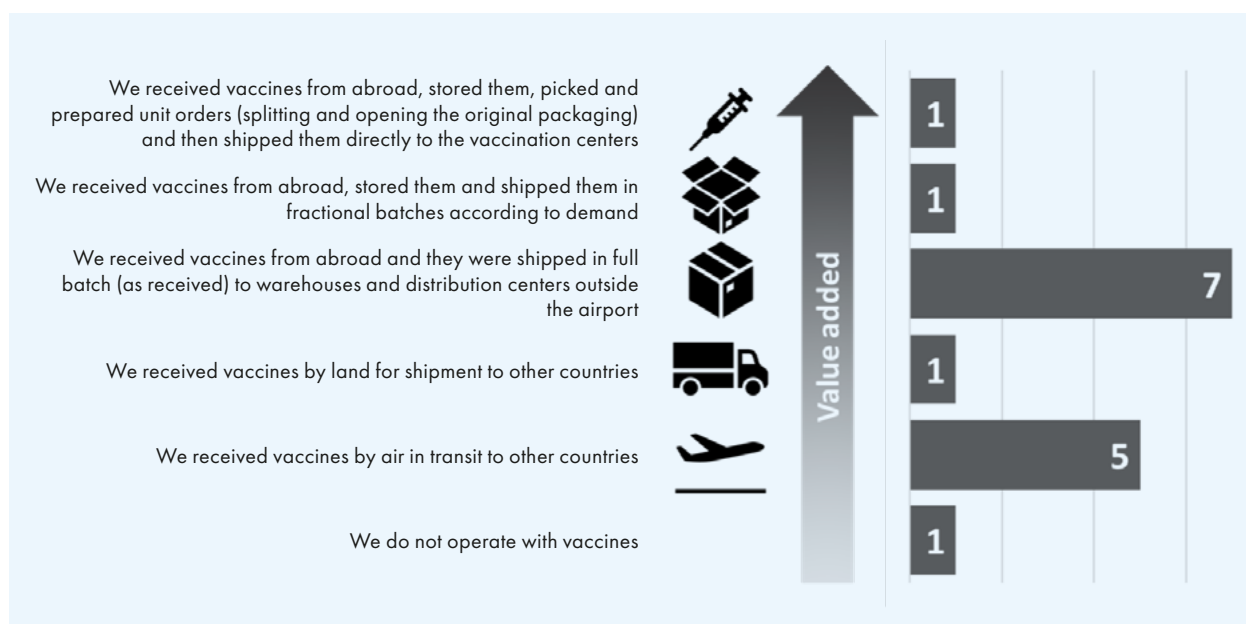 We received vaccines from abroad, stored them, picked and
prepared unit orders (splitting and opening the original packaging)
and then shipped them directly to the vaccination centers
1
We received vaccines from abroad, stored them and shipped them in
fractional batches according to demand
1
We received vaccines from abroad and they were shipped in full
batch (as received) to warehouses and distribution centers outside
the airport
7
We received vaccines by land for shipment to other countries
1
We received vaccines by air in transit to other countries
5
We do not operate with vaccines
1
Value added